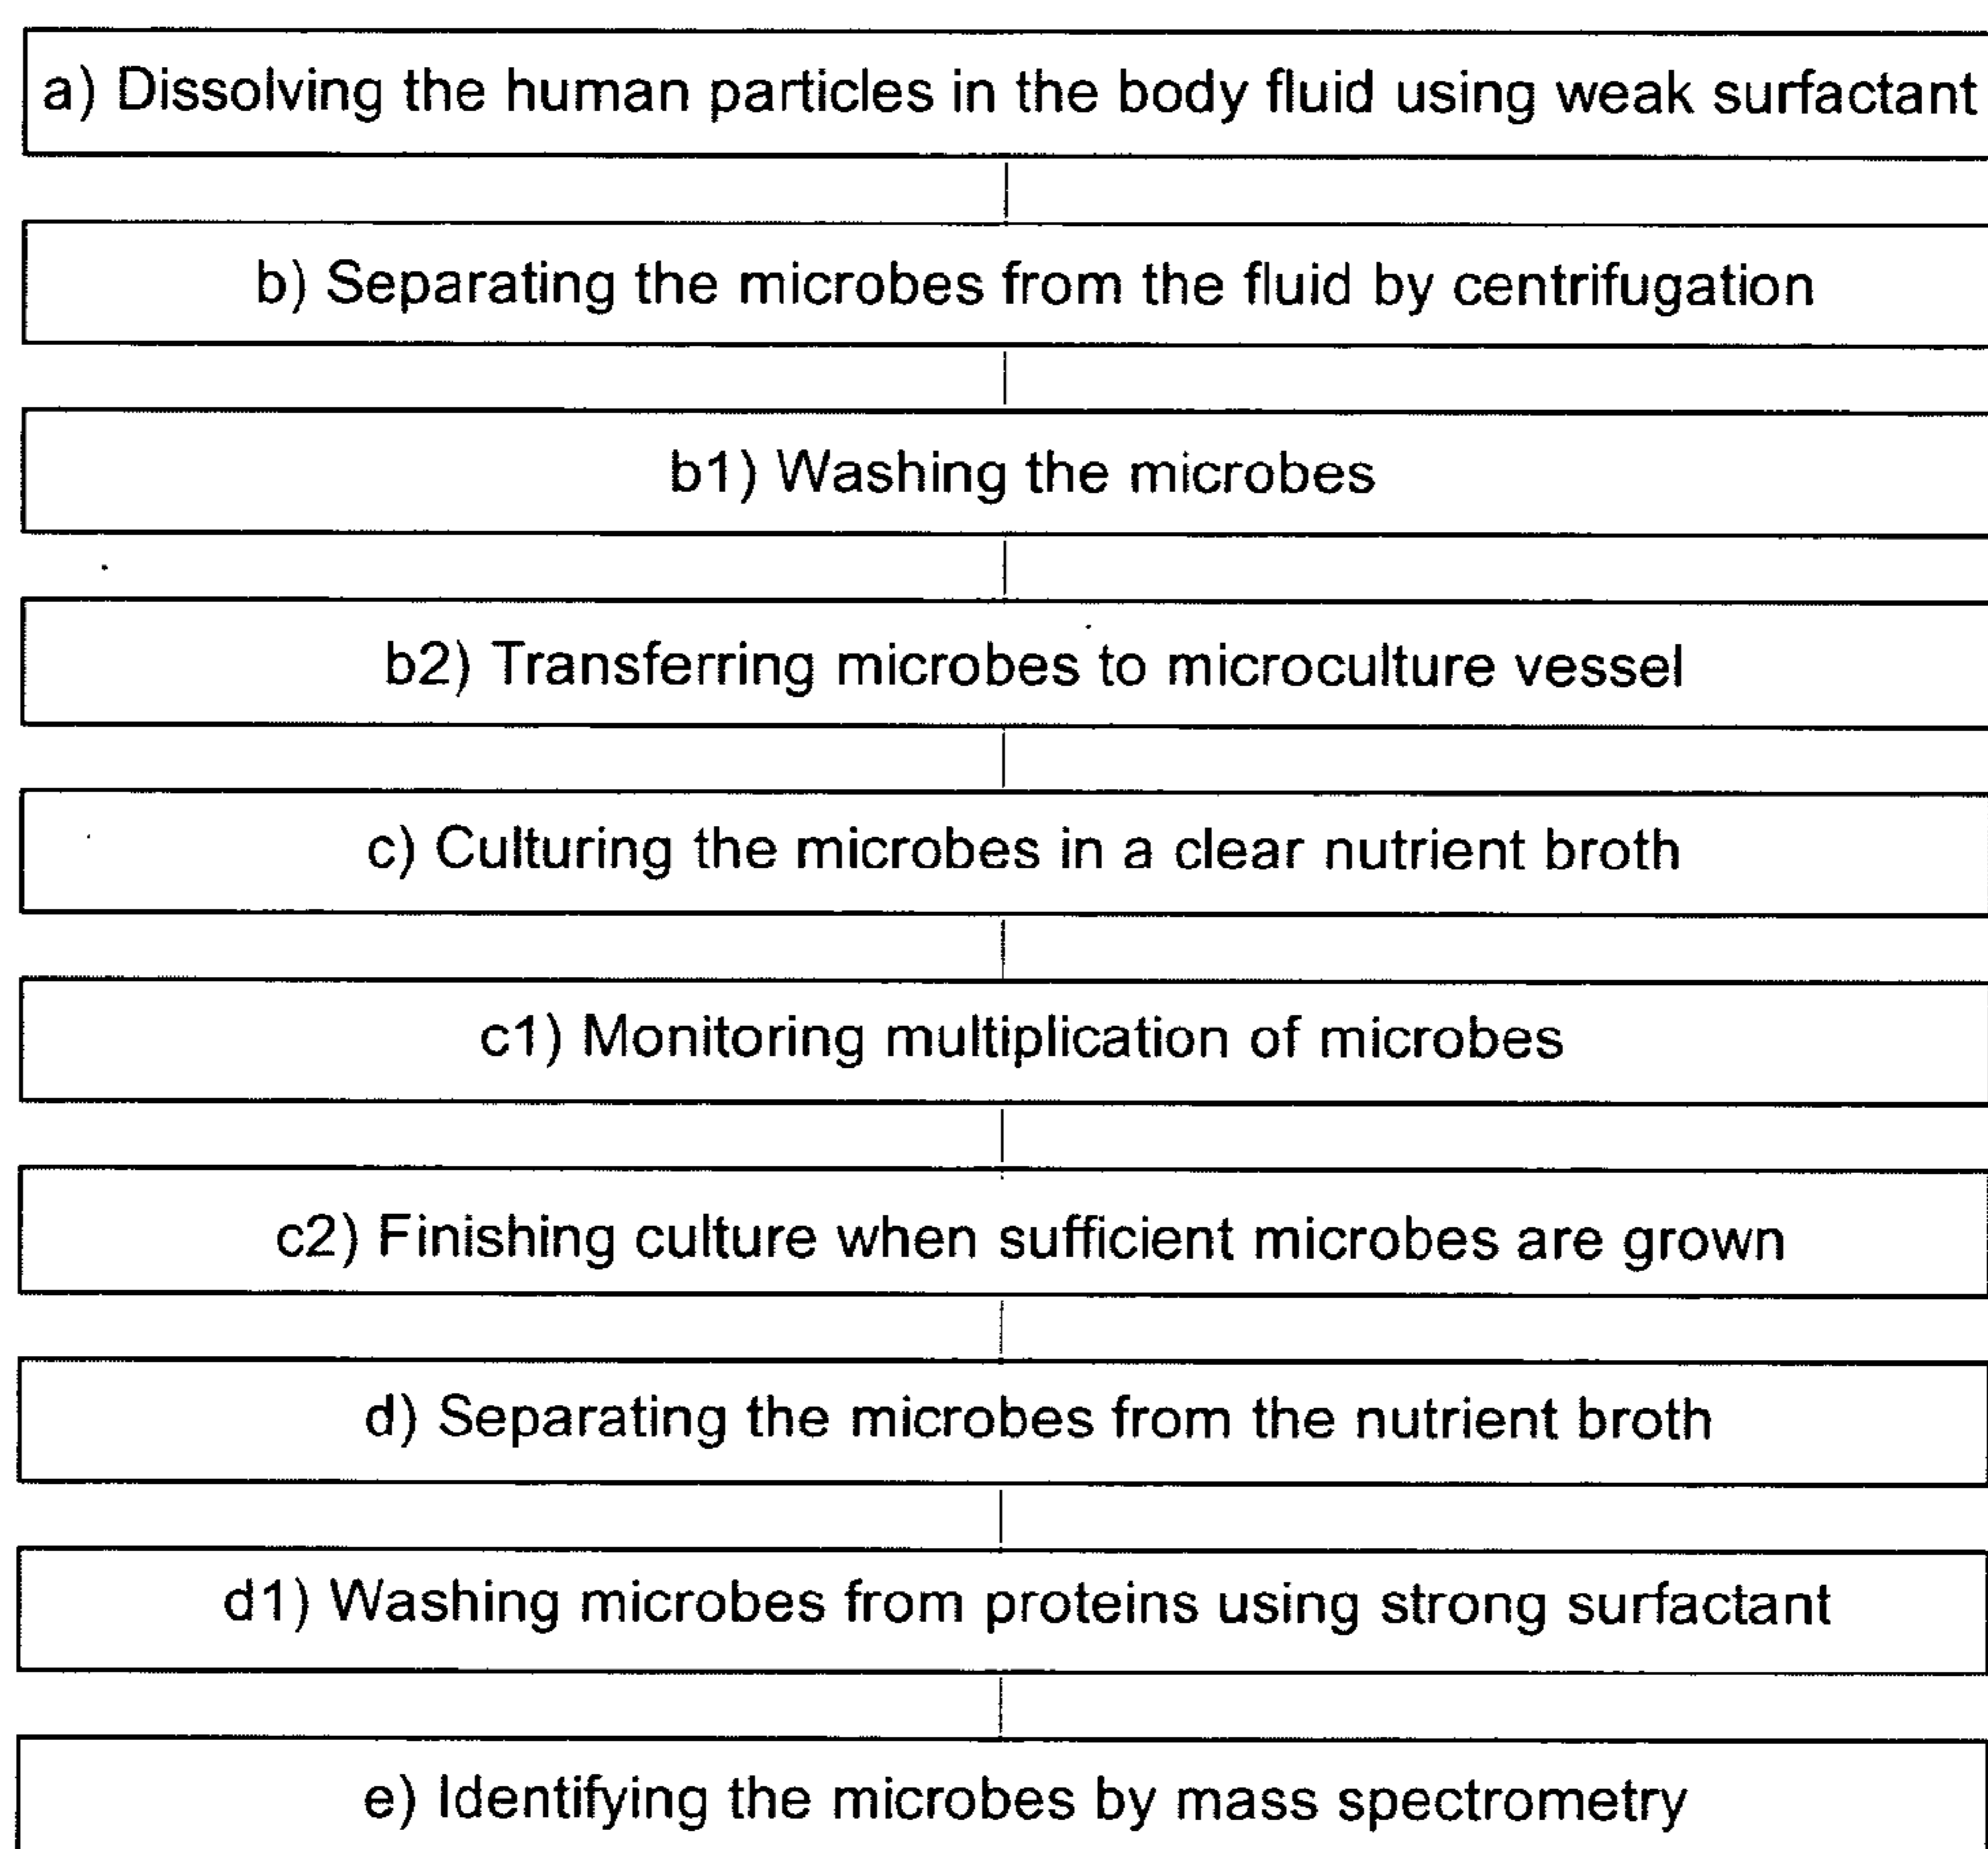 a) Dissolving the human particles in the body fluid using weak surfactant
b) Separating the microbes from the fluid by centrifugation
b1) Washing the microbes
b2) Transferring microbes to microculture vessel
c) Culturing the microbes in a clear nutrient broth
c1) Monitoring multiplication of microbes
c2) Finishing culture when sufficient microbes are grown
d) Separating the microbes from the nutrient broth
d1) Washing microbes from proteins using strong surfactant
e) Identifying the microbes by mass spectrometry